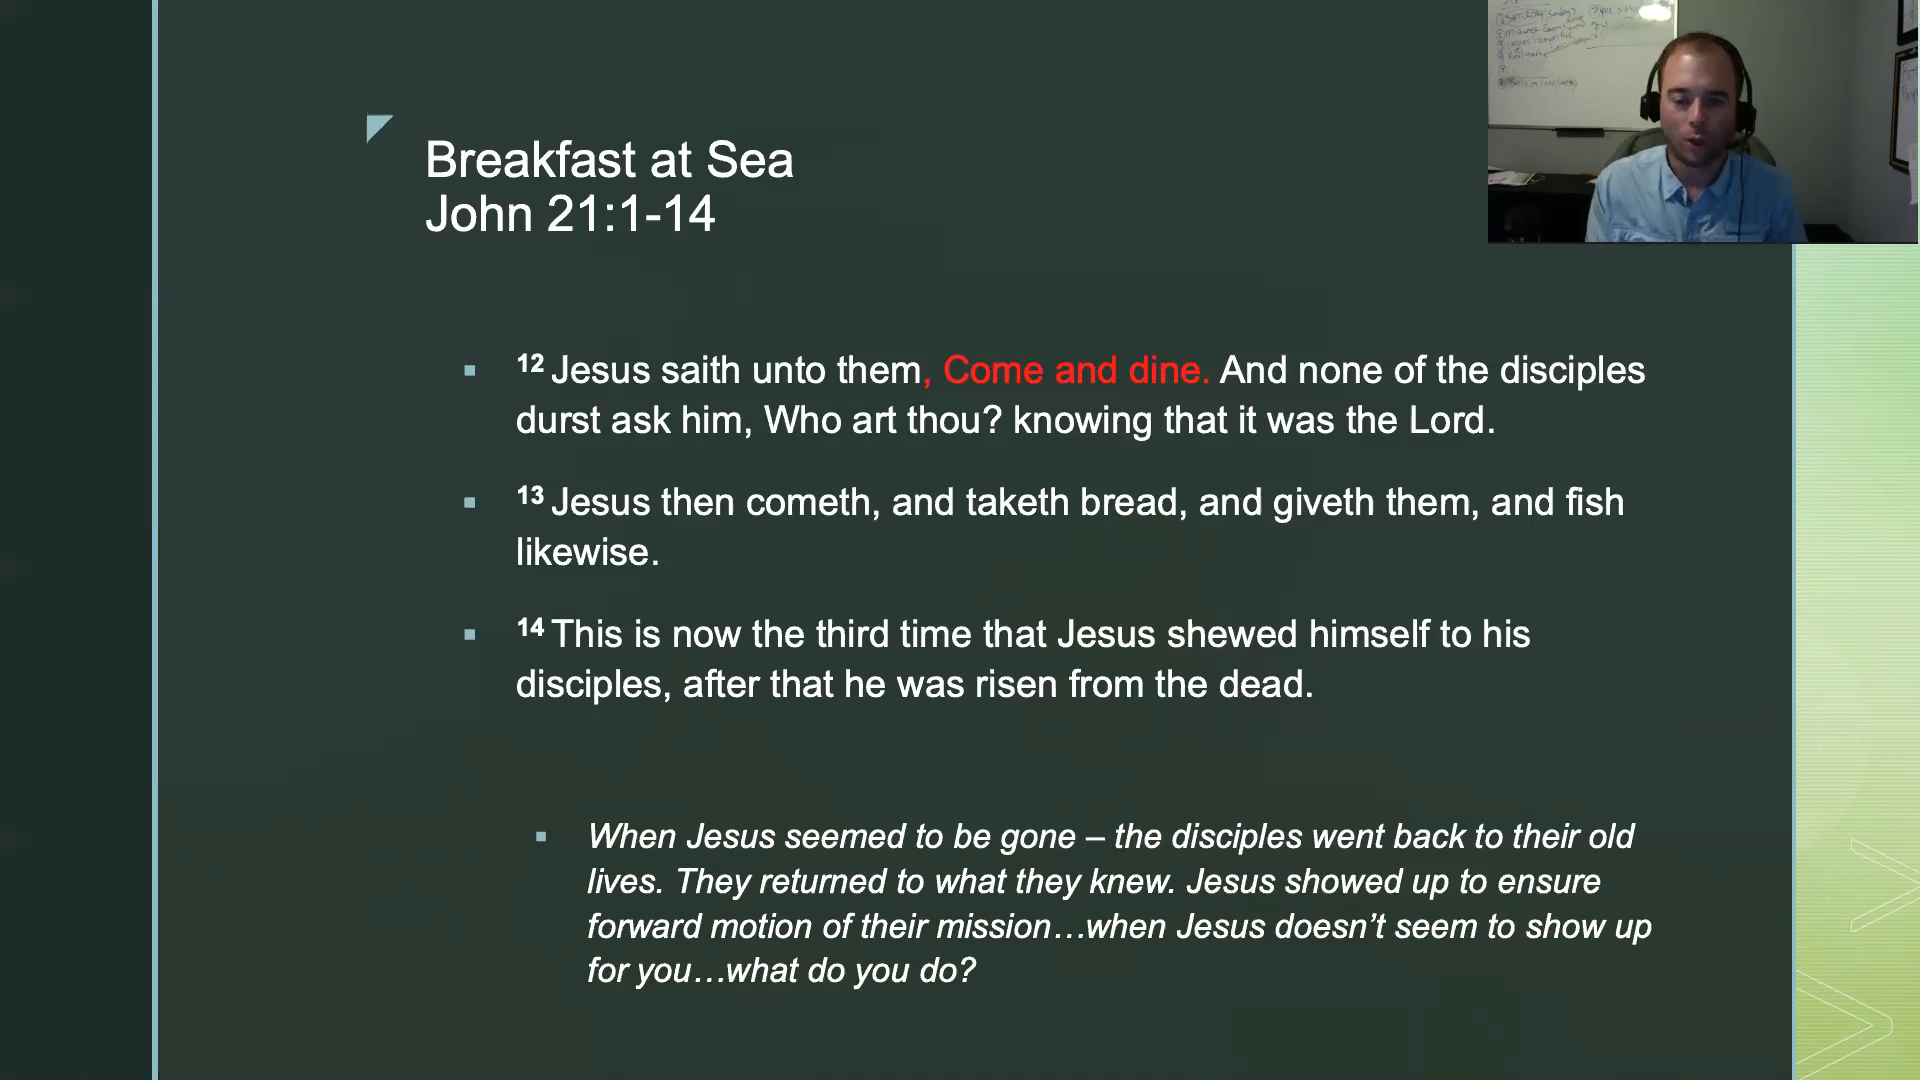 Breakfast at Sea
John 21:1-14
12 Jesus saith unto them, Come and dine. And none of the disciples
durst ask him, Who art thou? knowing that it was the Lord.
13 Jesus then cometh, and taketh bread, and giveth them, and fish
likewise.
14 This is now the third time that Jesus shewed himself to his
disciples, after that he was risen from the dead.
When Jesus seemed to be gone – the disciples went back to their old
lives. They returned to what they knew. Jesus showed up to ensure
forward motion of their mission…when Jesus doesn’t seem to show up
for you…what do you do?